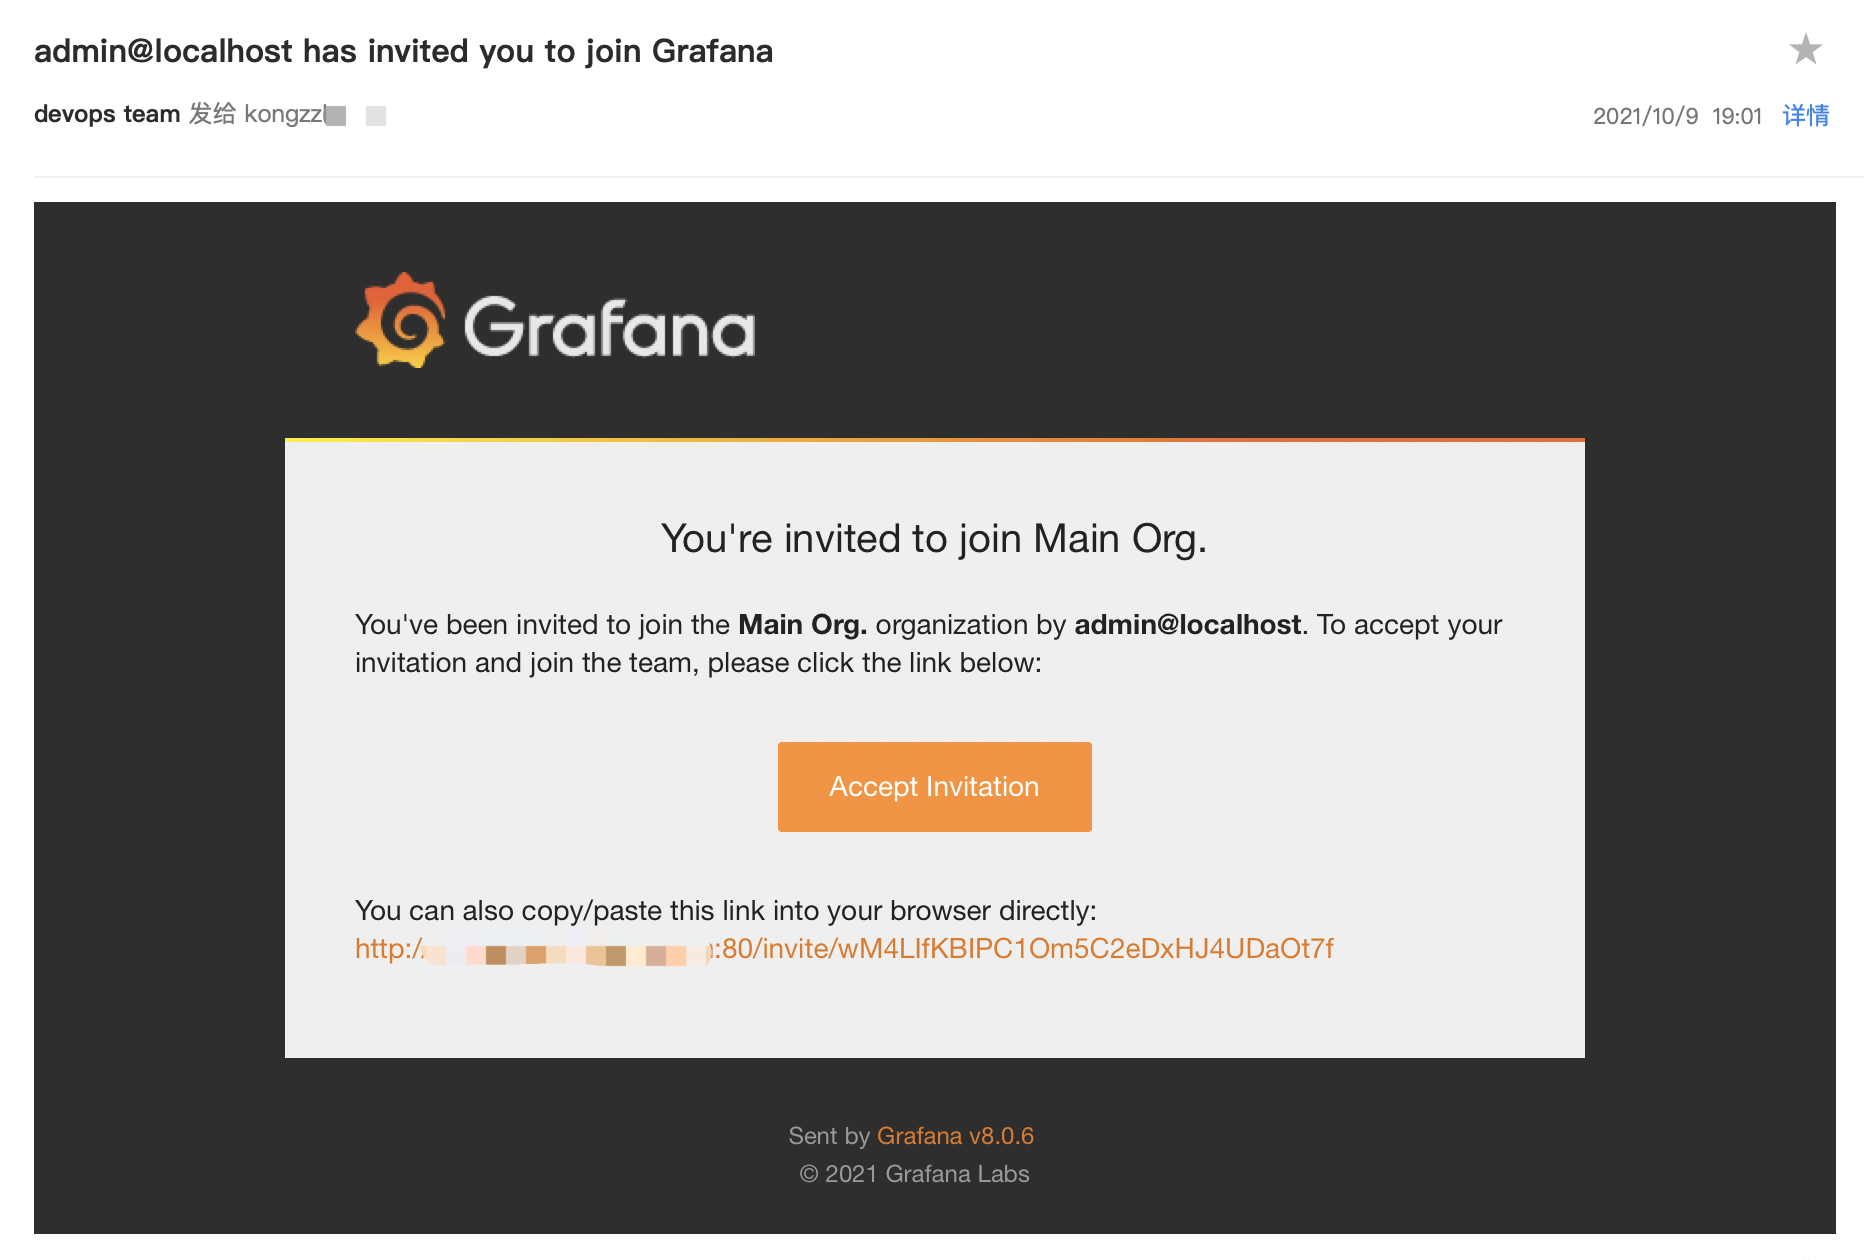 admin@localhost has invited you to join Grafana
devops team 发给
2021/10/9 19:01 详情
Grafana
You're invited to join Main Org.
You've been invited to join the Main Org. organization by admin@localhost. To accept your
invitation and join the team, please click the link below:
Accept Invitation
You can also copy/paste this link into your browser directly:
http:/ :80/invite/wM4LIfKBIPC1Om5C2eDxHJ4UDaOt7f
Sent by Grafana v8.0.6
© 2021 Grafana Labs